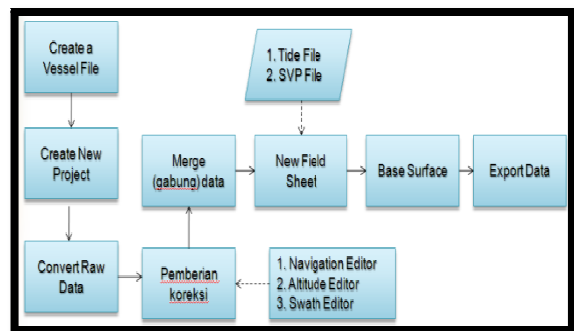 Create a
Vessel File
Create New
Project
Convert Raw
Data
Pemberian
koreksi
1. Navigation Editor
2. Altitude Editor
3. Swath Editor
Merge
(gabung)data
1. Tide File
2. SVP File
New Field
Sheet
Base Surface
Export Data